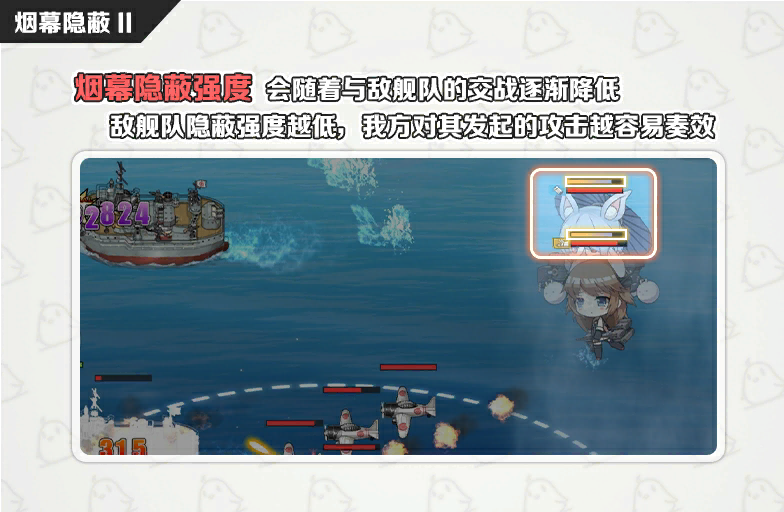 烟幕隐蔽 II
烟幕隐蔽强度 会随着与敌舰队的交战逐渐降低
敌舰队隐蔽强度越低，我方对其发起的攻击越容易奏效
2824
315